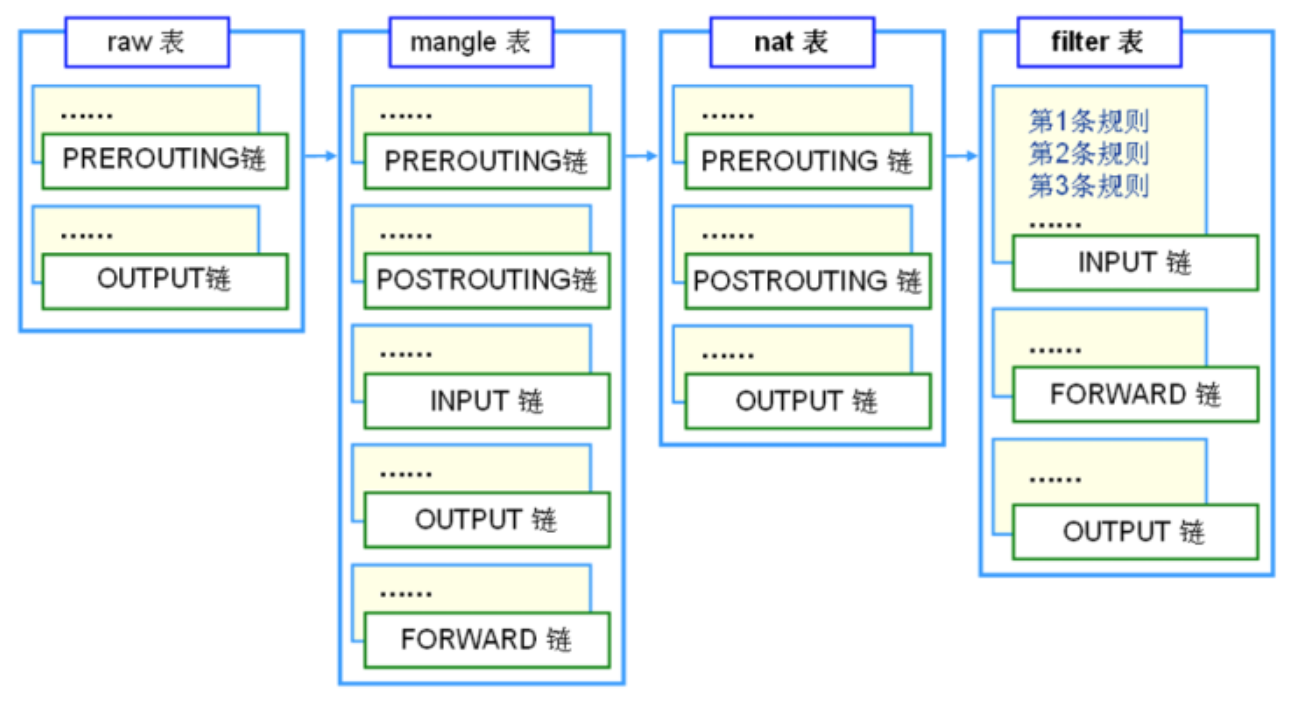 raw 表
……
PREROUTING链
……
OUTPUT链
mangle 表
……
PREROUTING链
……
POSTROUTING链
……
INPUT 链
……
OUTPUT 链
……
FORWARD 链
nat 表
……
PREROUTING 链
……
POSTROUTING 链
……
OUTPUT 链
filter 表
第1条规则
第2条规则
第3条规则
……
INPUT 链
……
FORWARD 链
……
OUTPUT 链